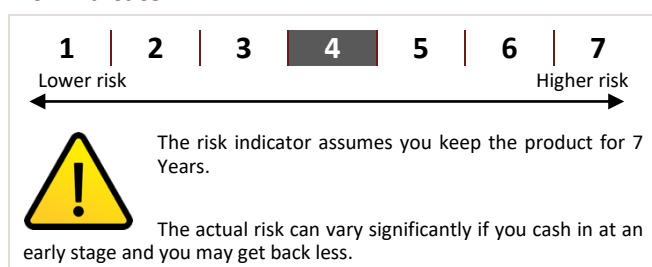 1 2 3 4 5 6 7
Lower risk Higher risk
The risk indicator assumes you keep the product for 7
Years.
The actual risk can vary significantly if you cash in at an
early stage and you may get back less.